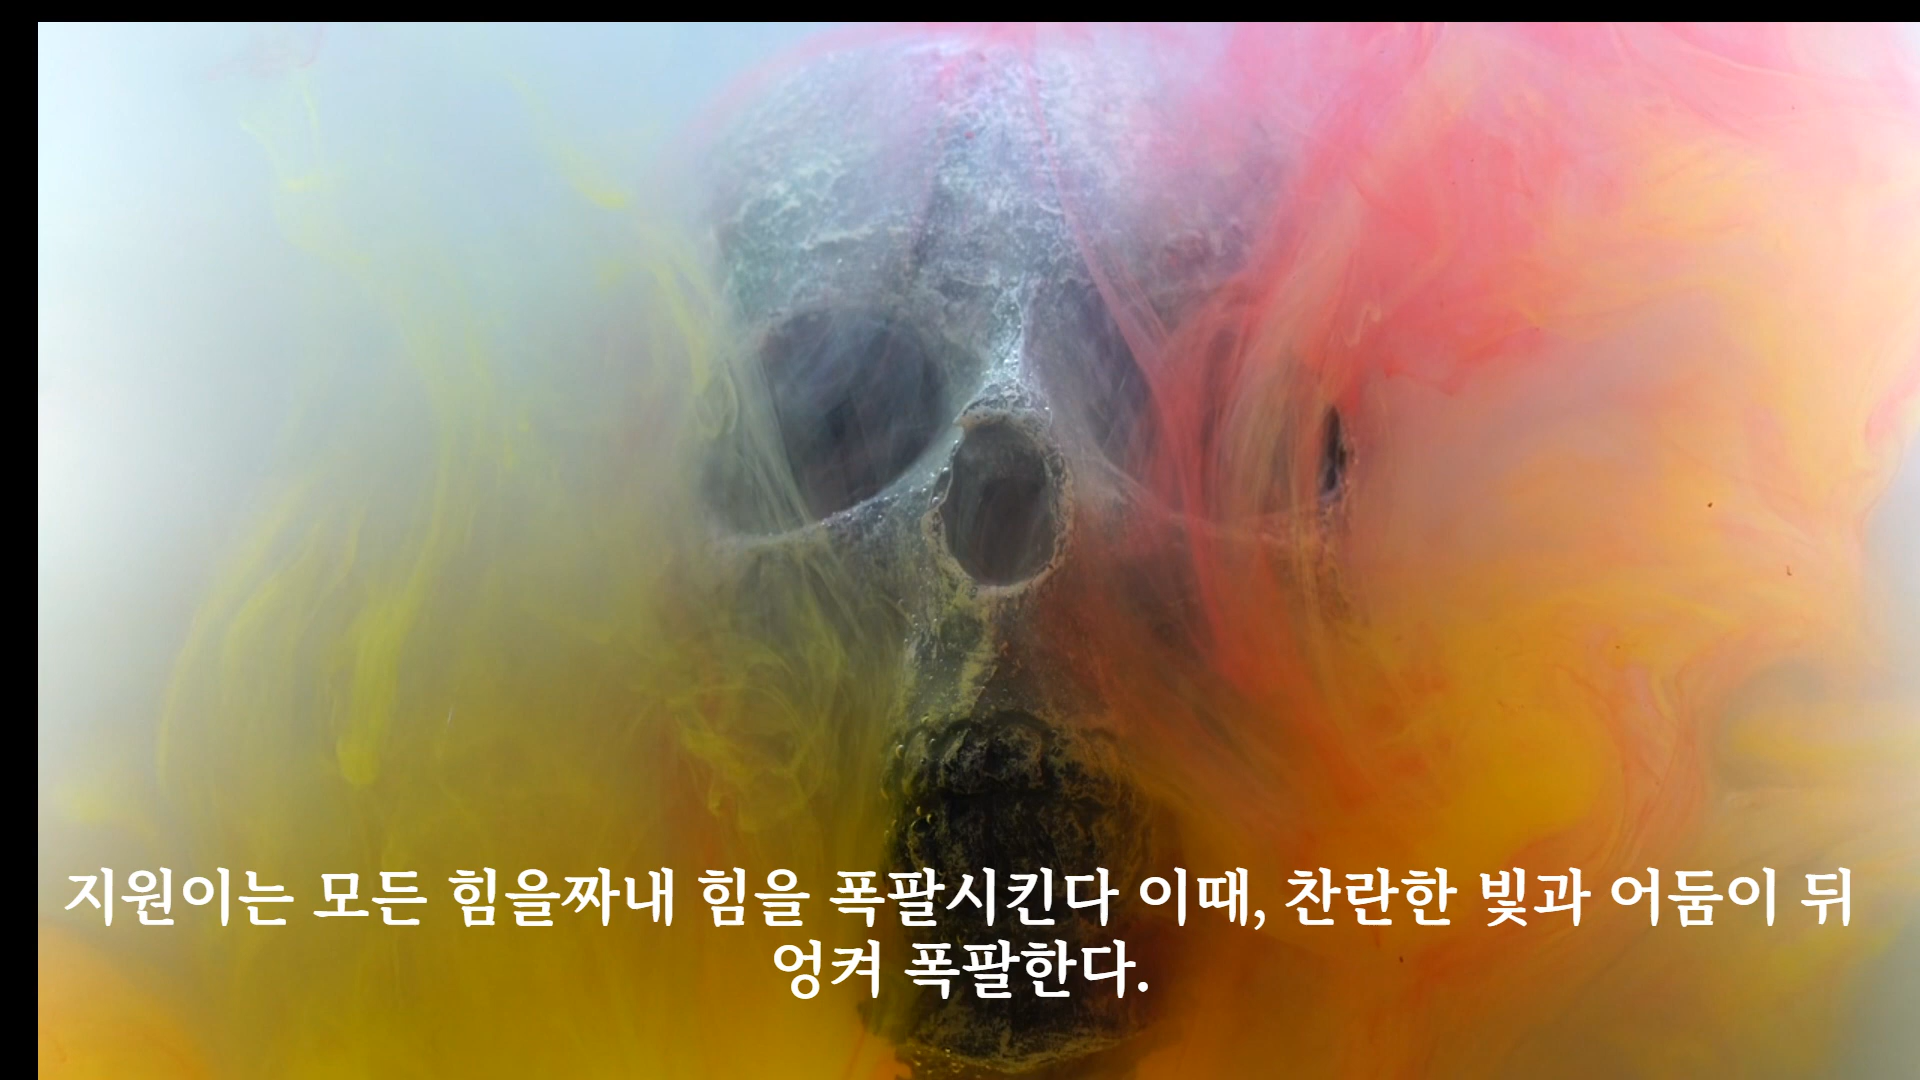 지원이는 모든 힘을짜내 힘을 폭팔시킨다 이때, 찬란한 빛과 어둠이 뒤
엉켜 폭팔한다.